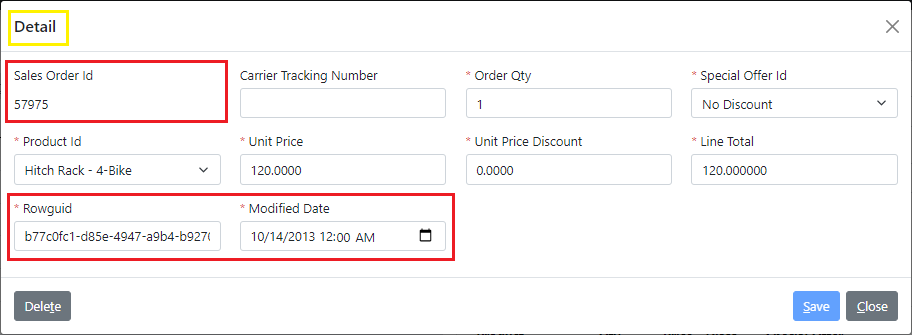 Detail
Sales Order Id
Carrier Tracking Number
* Order Qty
* Special Offer Id
57975
1
No Discount
* Product Id
* Unit Price
* Unit Price Discount
* Line Total
Hitch Rack - 4-Bike
120.0000
0.0000
120.000000
* Rowguid
* Modified Date
b77c0fc1-d85e-4947-a9b4-b9270
10/14/2013 12:00 AM
Delete
Save
Close